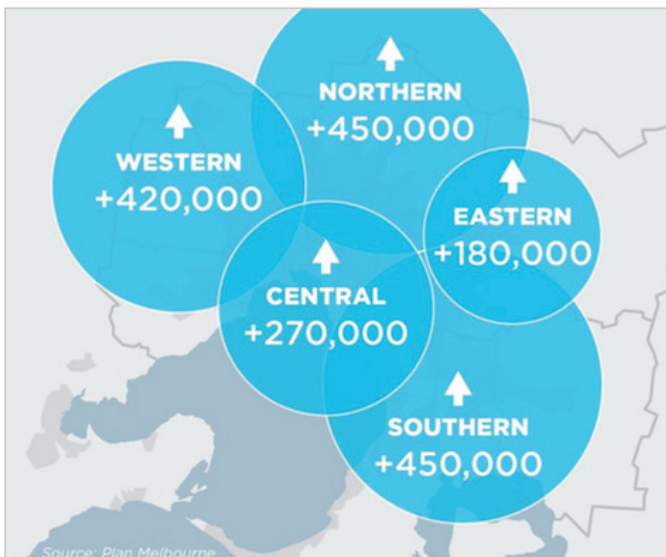 NORTHERN
+450,000
WESTERN
+420,000
EASTERN
+180,000
CENTRAL
+270,000
SOUTHERN
+450,000
Source: Plan Melbourne